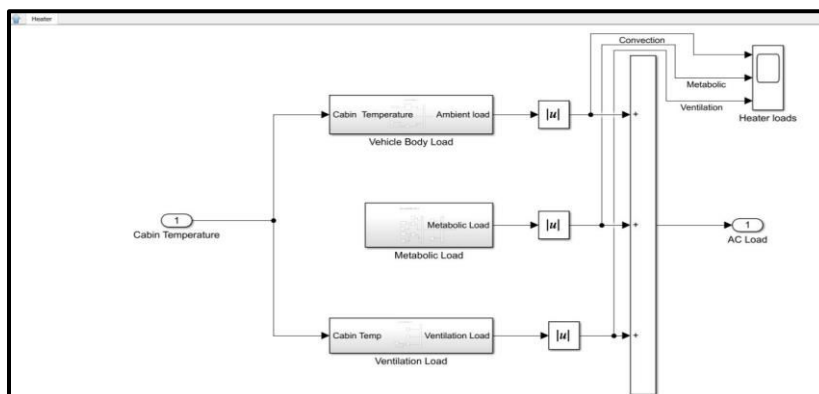 Heater
Convection
Metabolic
Ventilation
Heater loads
Cabin Temperature
Ambient load
|u|
+
Vehicle Body Load
1
Cabin Temperature
Metabolic Load
|u|
+
Metabolic Load
1
AC Load
Cabin Temp
Ventilation Load
|u|
+
Ventilation Load